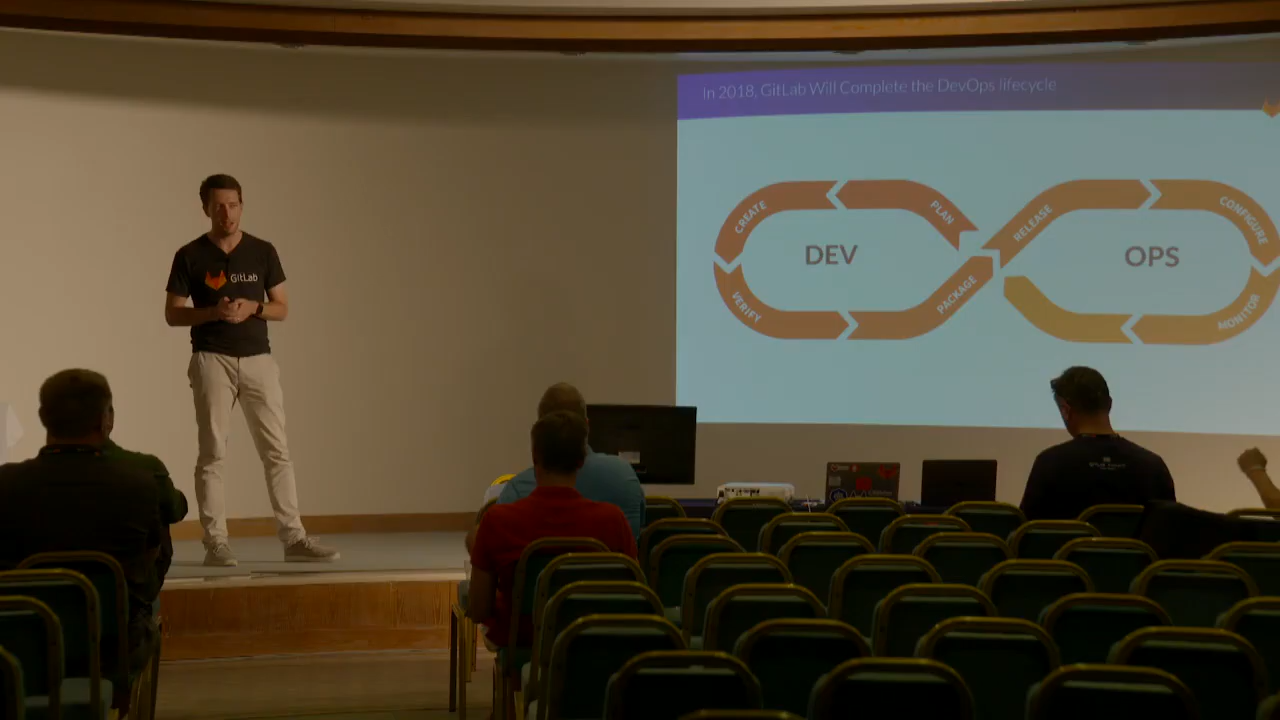 In 2018, GitLab Will Complete the DevOps lifecycle
CREATE
PLAN
RELEASE
CONFIGURE
DEV
OPS
VERIFY
PACKAGE
MONITOR
GitLab